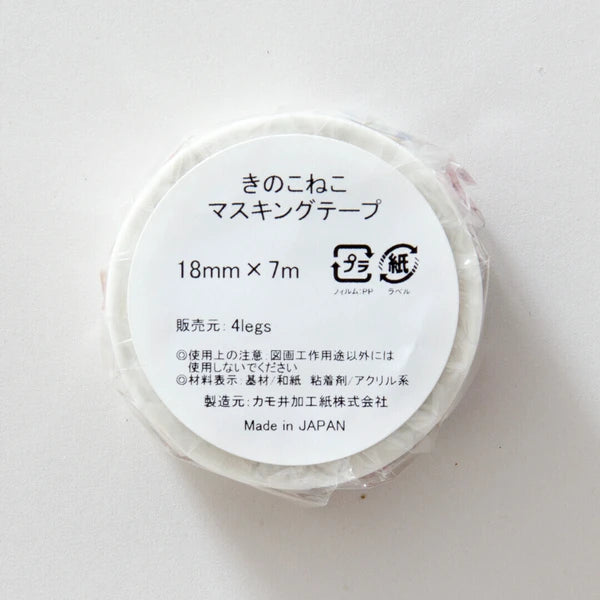 きのこねこ
マスキングテープ
18mm×7m
プラ
紙
フィルム:PP
ラベル
販売元: 4legs
◎使用上の注意: 図画工作用途以外には
使用しないでください
◎材料表示: 基材/和紙 粘着剤/アクリル系
製造元: カモ井加工紙株式会社
Made in JAPAN